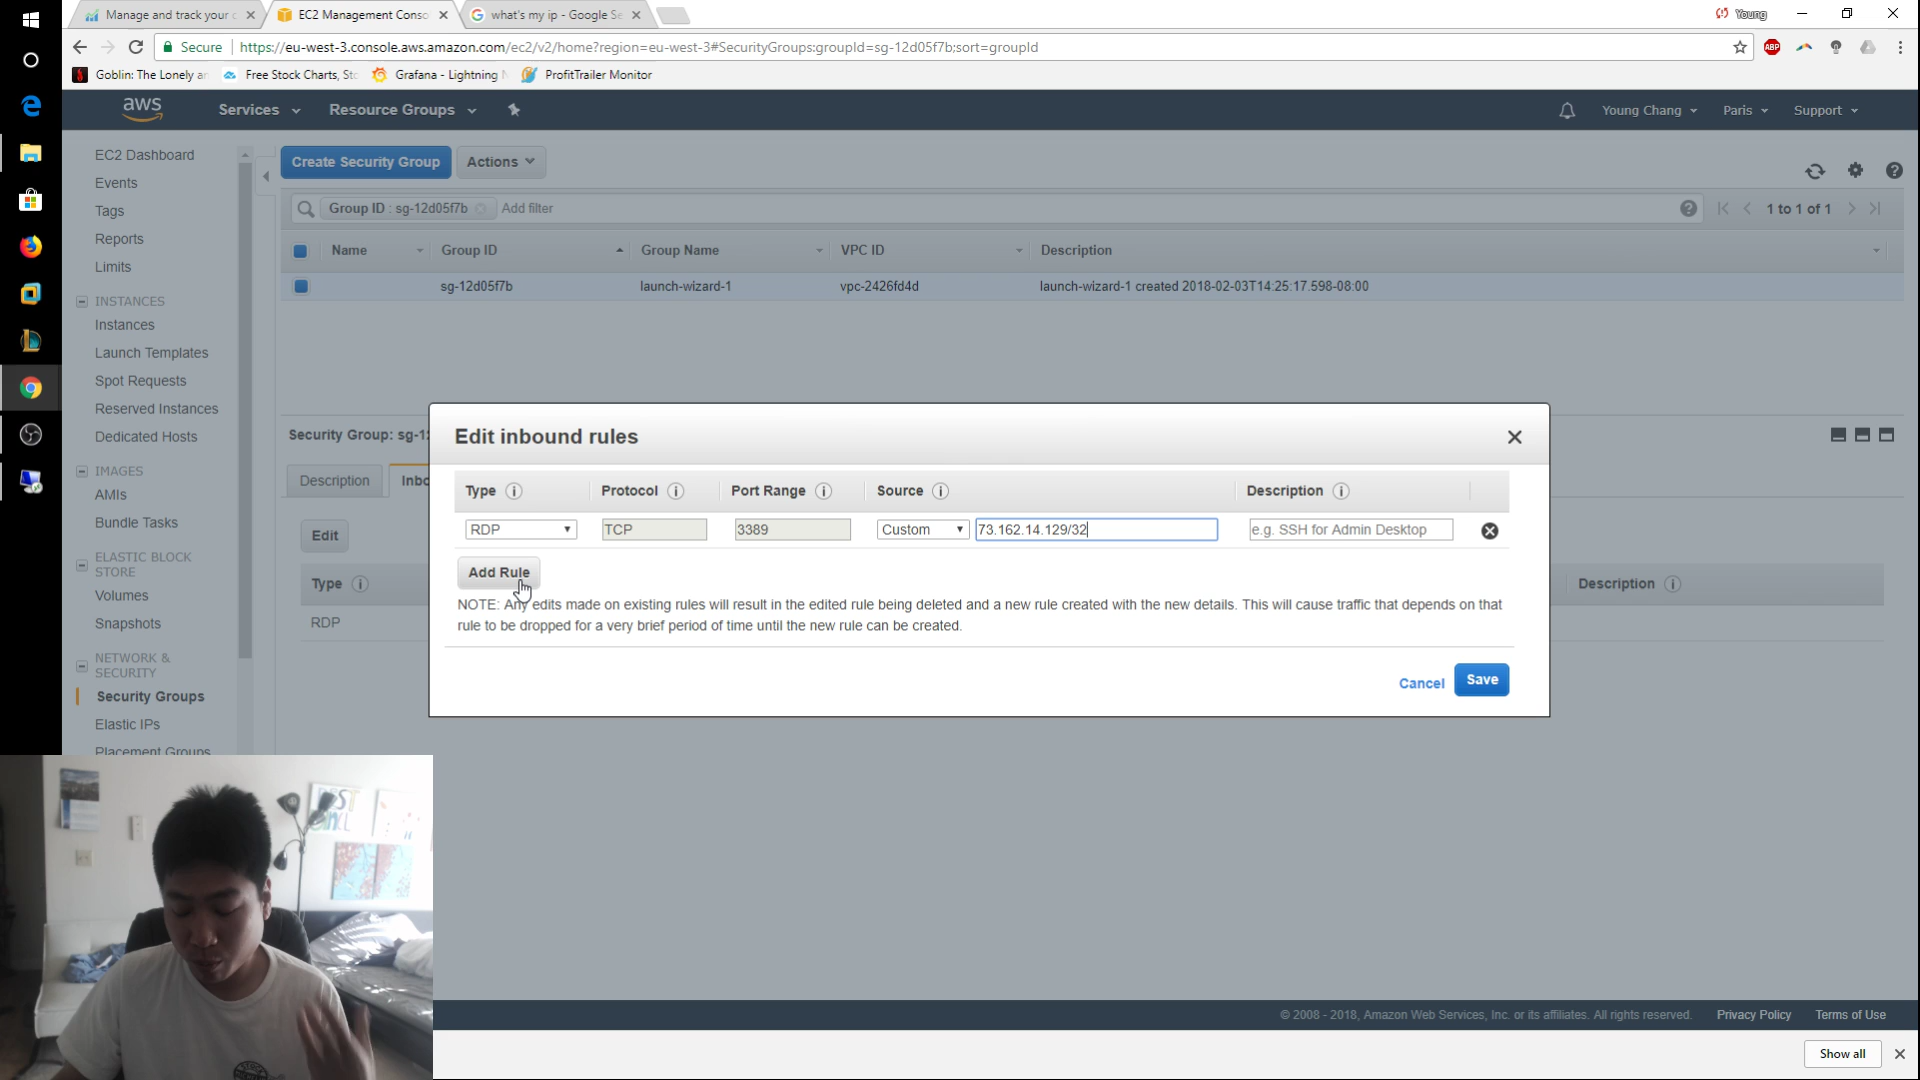 Manage and track your c
EC2 Management Conso
what's my ip - Google Se
Young
Secure
https://eu-west-3.console.aws.amazon.com/ec2/v2/home?region=eu-west-3#SecurityGroups:groupId=sg-12d05f7b;sort=groupId
ABP
Goblin: The Lonely an
Free Stock Charts, Sto
Grafana - Lightning
ProfitTrailer Monitor
aws
Services
Resource Groups
Young Chang
Paris
Support
EC2 Dashboard
Events
Tags
Reports
Limits
INSTANCES
Instances
Launch Templates
Spot Requests
Reserved Instances
Dedicated Hosts
IMAGES
AMIs
Bundle Tasks
ELASTIC BLOCK
STORE
Volumes
Snapshots
NETWORK &
SECURITY
Security Groups
Elastic IPs
Placement Groups
Create Security Group
Actions
Group ID : sg-12d05f7b
Add filter
1 to 1 of 1
Name
Group ID
Group Name
VPC ID
Description
sg-12d05f7b
launch-wizard-1
vpc-2426fd4d
launch-wizard-1 created 2018-02-03T14:25:17.598-08:00
Security Group: sg-1
Description
Inbo
Edit
Type
Description
RDP
Edit inbound rules
Type
Protocol
Port Range
Source
Description
RDP
TCP
3389
Custom
73.162.14.129/32
e.g. SSH for Admin Desktop
Add Rule
NOTE: Any edits made on existing rules will result in the edited rule being deleted and a new rule created with the new details. This will cause traffic that depends on that
rule to be dropped for a very brief period of time until the new rule can be created.
Cancel
Save
© 2008 - 2018, Amazon Web Services, Inc. or its affiliates. All rights reserved.
Privacy Policy
Terms of Use
Show all